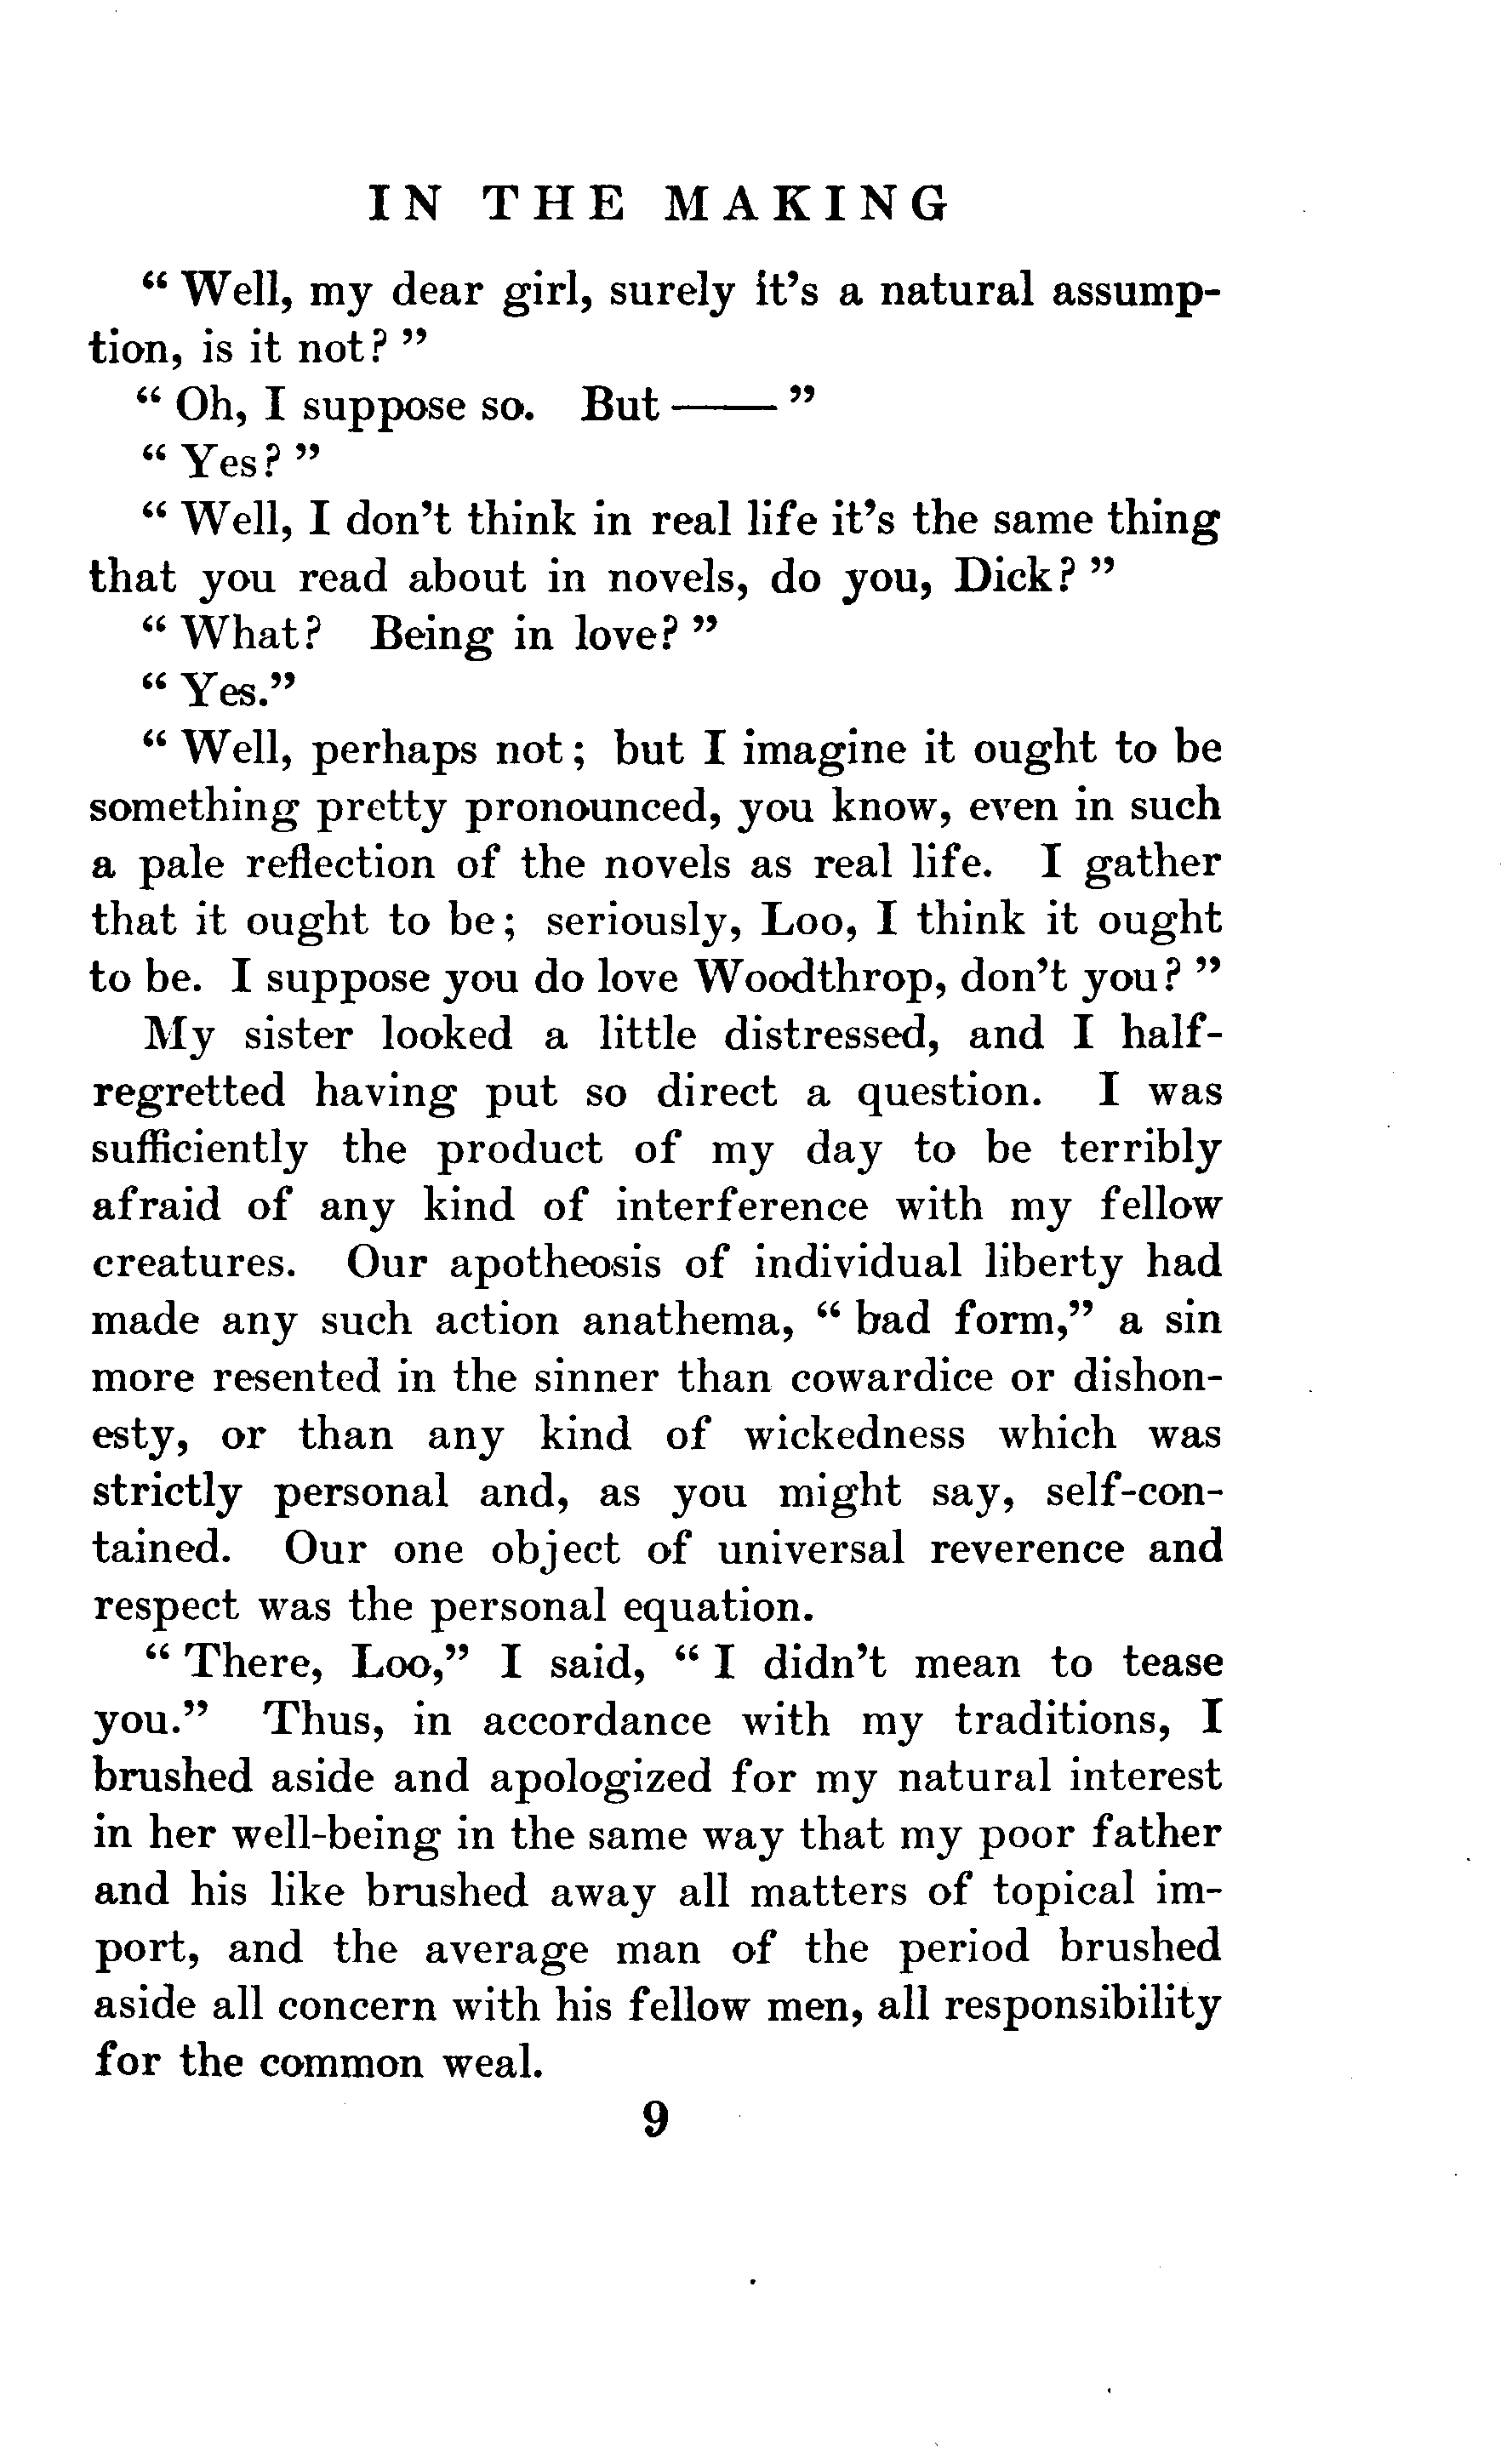 IN THE MAKING
“ Well, my dear girl, surely it’s a natural assump-
tion, is it not? ”
“ Oh, I suppose so. But —— ”
“ Yes? ”
“ Well, I don’t think in real life it’s the same thing
that you read about in novels, do you, Dick? ”
“ What? Being in love? ”
“ Yes.”
“ Well, perhaps not; but I imagine it ought to be
something pretty pronounced, you know, even in such
a pale reflection of the novels as real life. I gather
that it ought to be; seriously, Loo, I think it ought
to be. I suppose you do love Woodthrop, don’t you? ”
My sister looked a little distressed, and I half-
regretted having put so direct a question. I was
sufficiently the product of my day to be terribly
afraid of any kind of interference with my fellow
creatures. Our apotheosis of individual liberty had
made any such action anathema, “ bad form,” a sin
more resented in the sinner than cowardice or dishon-
esty, or than any kind of wickedness which was
strictly personal and, as you might say, self-con-
tained. Our one object of universal reverence and
respect was the personal equation.
“ There, Loo,” I said, “ I didn’t mean to tease
you.” Thus, in accordance with my traditions, I
brushed aside and apologized for my natural interest
in her well-being in the same way that my poor father
and his like brushed away all matters of topical im-
port, and the average man of the period brushed
aside all concern with his fellow men, all responsibility
for the common weal.
9